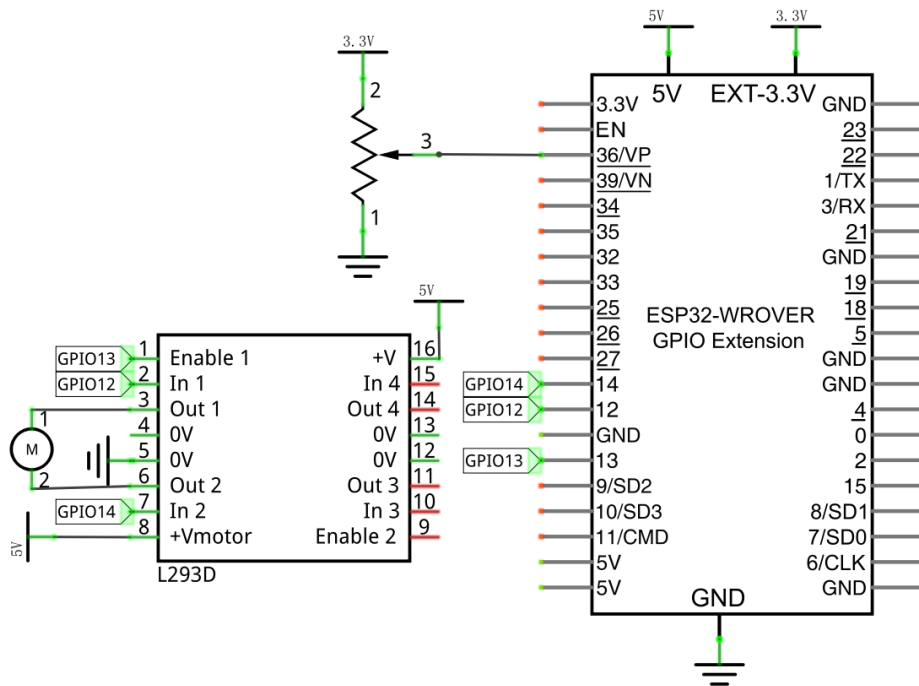 5V
3.3V
3.3V
2
3
1
5V EXT-3.3V
3.3V
EN
36/VP
39/VN
34
35
32
33
25
26
27
14
12
GND
13
9/SD2
10/SD3
11/CMD
5V
5V
GPIO14
GPIO12
GPIO13
ESP32-WROVER
GPIO Extension
GND
GND
23
22
1/TX
3/RX
21
GND
19
18
5
GND
GND
4
0
2
15
8/SD1
7/SD0
6/CLK
GND
5V
GPIO13 1 Enable 1
GPIO12 2 In 1
3 Out 1
4 0V
5 0V
6 Out 2
GPIO14 7 In 2
8 +Vmotor
1
M
2
5V
+V 16
In 4 15
Out 4 14
0V 13
0V 12
Out 3 11
In 3 10
Enable 2 9
L293D